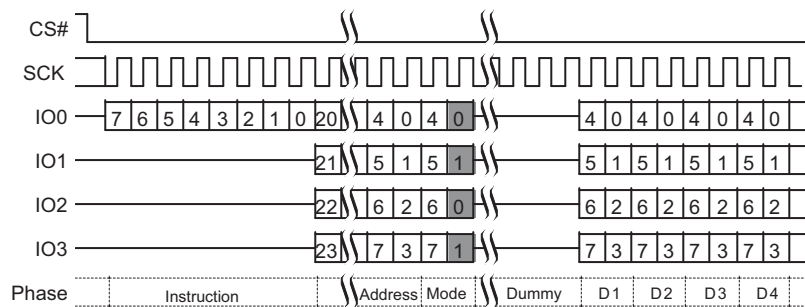 CS#
SCK
IO0 7 6 5 4 3 2 1 0 20 4 0 4 0 4 0 4 0 4 0 4 0
IO1 21 5 1 5 1 5 1 5 1 5 1 5 1
IO2 22 6 2 6 0 6 2 6 2 6 2 6 2
IO3 23 7 3 7 1 7 3 7 3 7 3 7 3
Phase Instruction Address Mode Dummy D1 D2 D3 D4